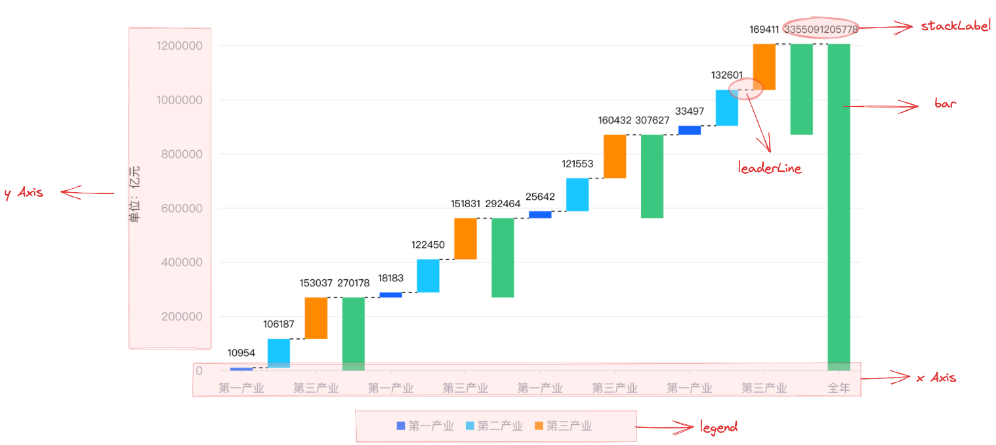 169411
335509
1205778
stackLabel
1200000
132601
1000000
33497
bar
160432
307627
800000
leaderLine
121553
单位：亿元
y Axis
25642
600000
151831
292464
122450
400000
18183
153037
270178
200000
106187
10954
0
第一产业
第三产业
第一产业
第三产业
第一产业
第三产业
第一产业
第三产业
全年
x Axis
第一产业
第二产业
第三产业
legend